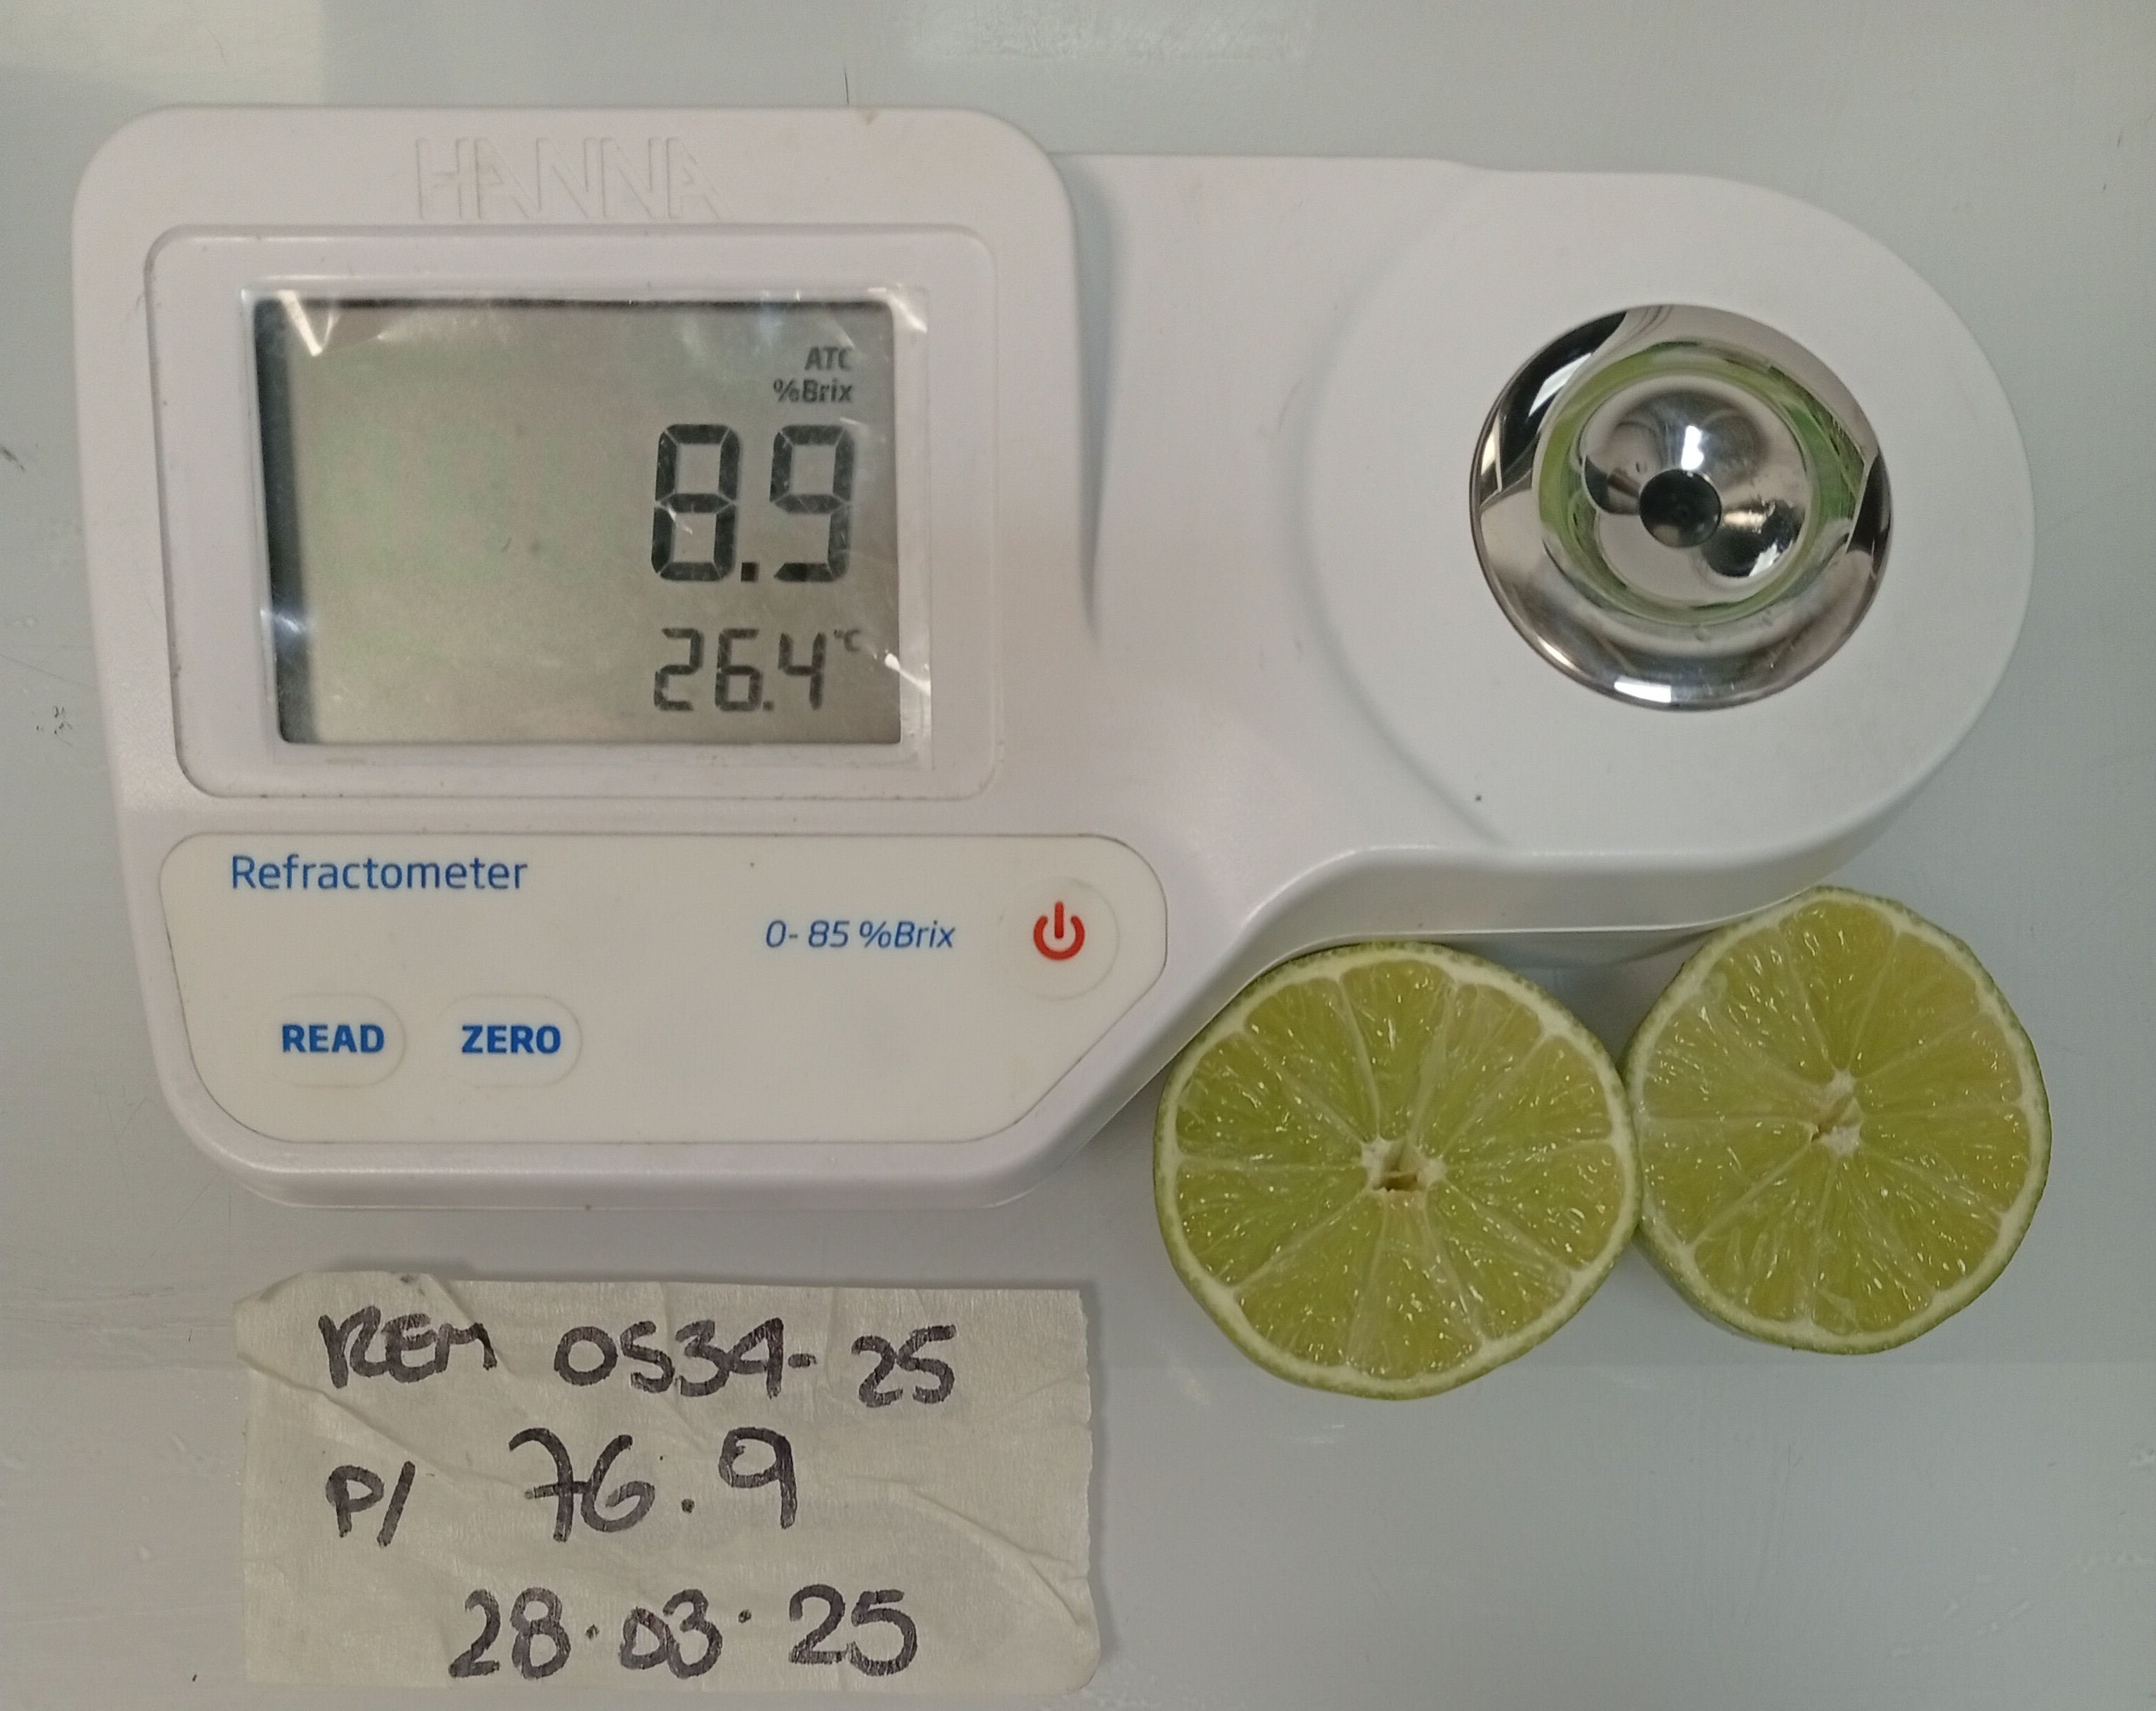 HANNA
ATC
%Brix
8.9
26.4°C
Refractometer
0-85 %Brix
READ ZERO
REM 0534-25
P/ 76.9
28.03.25